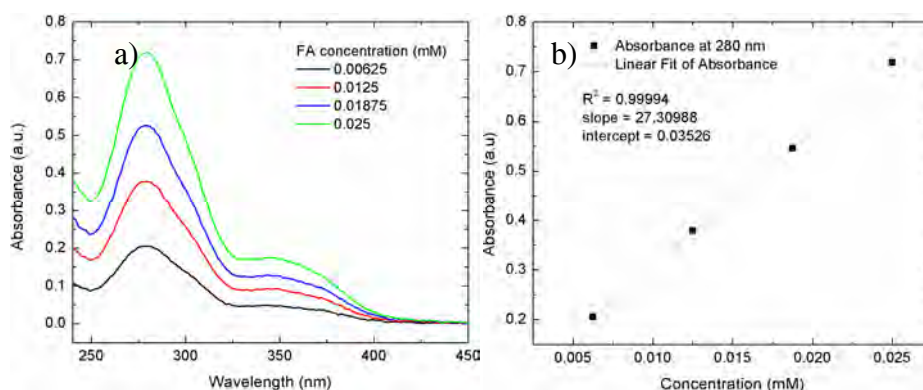 a)
FA concentration (mM)
0.00625
0.0125
0.01875
0.025
0.8
0.7
0.6
0.5
0.4
0.3
0.2
0.1
0.0
Absorbance (a.u.)
250
300
350
400
450
Wavelength (nm)
b)
Absorbance at 280 nm
Linear Fit of Absorbance
R² = 0.99994
slope = 27.30988
intercept = 0.03526
0.8
0.7
0.6
0.5
0.4
0.3
0.2
Absorbance (a.u)
0.005
0.010
0.015
0.020
0.025
Concentration (mM)